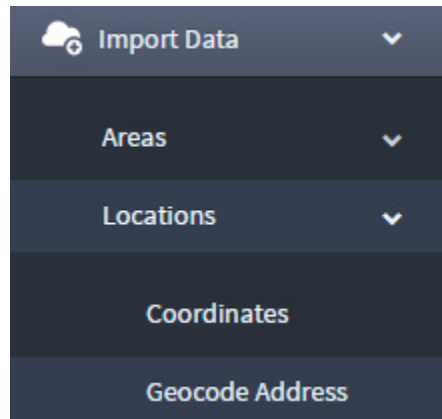 Import Data
Areas
Locations
Coordinates
Geocode Address